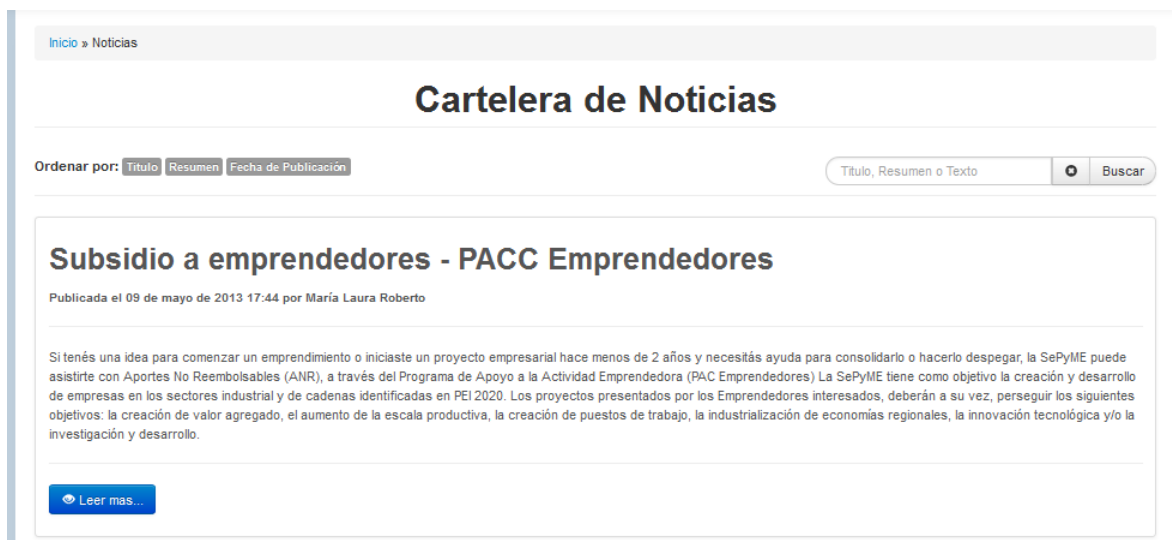 Inicio » Noticias
Cartelera de Noticias
Ordenar por: Titulo Resumen Fecha de Publicación
Titulo, Resumen o Texto Buscar
Subsidio a emprendedores - PACC Emprendedores
Publicada el 09 de mayo de 2013 17:44 por María Laura Roberto
Si tenés una idea para comenzar un emprendimiento o iniciaste un proyecto empresarial hace menos de 2 años y necesitás ayuda para consolidarlo o hacerlo despegar, la SePyME puede
asistirte con Aportes No Reembolsables (ANR), a través del Programa de Apoyo a la Actividad Emprendedora (PAC Emprendedores) La SePyME tiene como objetivo la creación y desarrollo
de empresas en los sectores industrial y de cadenas identificadas en PEI 2020. Los proyectos presentados por los Emprendedores interesados, deberán a su vez, perseguir los siguientes
objetivos: la creación de valor agregado, el aumento de la escala productiva, la creación de puestos de trabajo, la industrialización de economías regionales, la innovación tecnológica y/o la
investigación y desarrollo.
Leer mas...